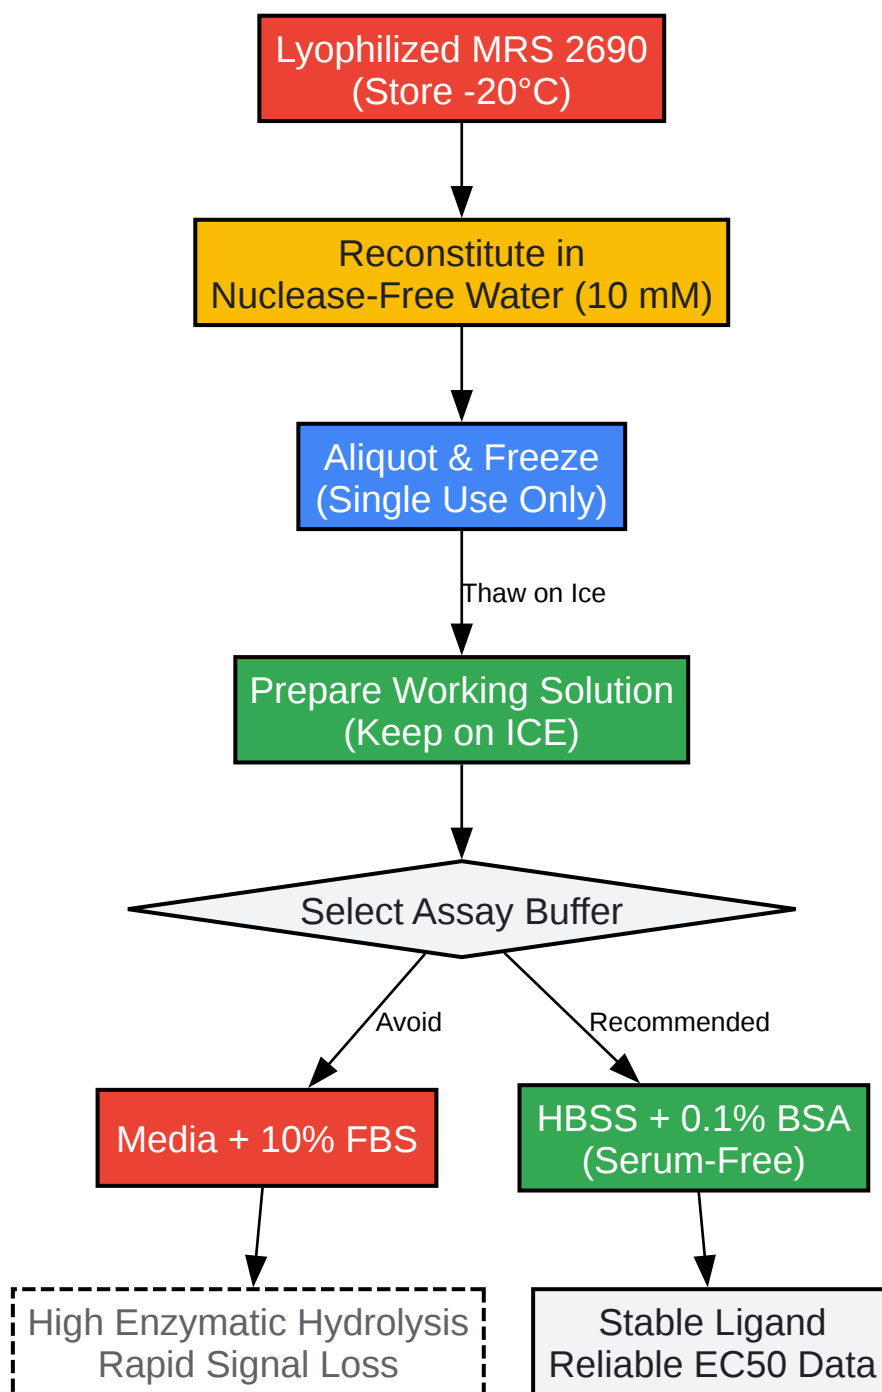 Lyophilized MRS 2690
(Store -20°C)
Reconstitute in
Nuclease-Free Water (10 mM)
Aliquot & Freeze
(Single Use Only)
Thaw on Ice
Prepare Working Solution
(Keep on ICE)
Select Assay Buffer
Avoid
Recommended
Media + 10% FBS
HBSS + 0.1% BSA
(Serum-Free)
High Enzymatic Hydrolysis
Rapid Signal Loss
Stable Ligand
Reliable EC50 Data